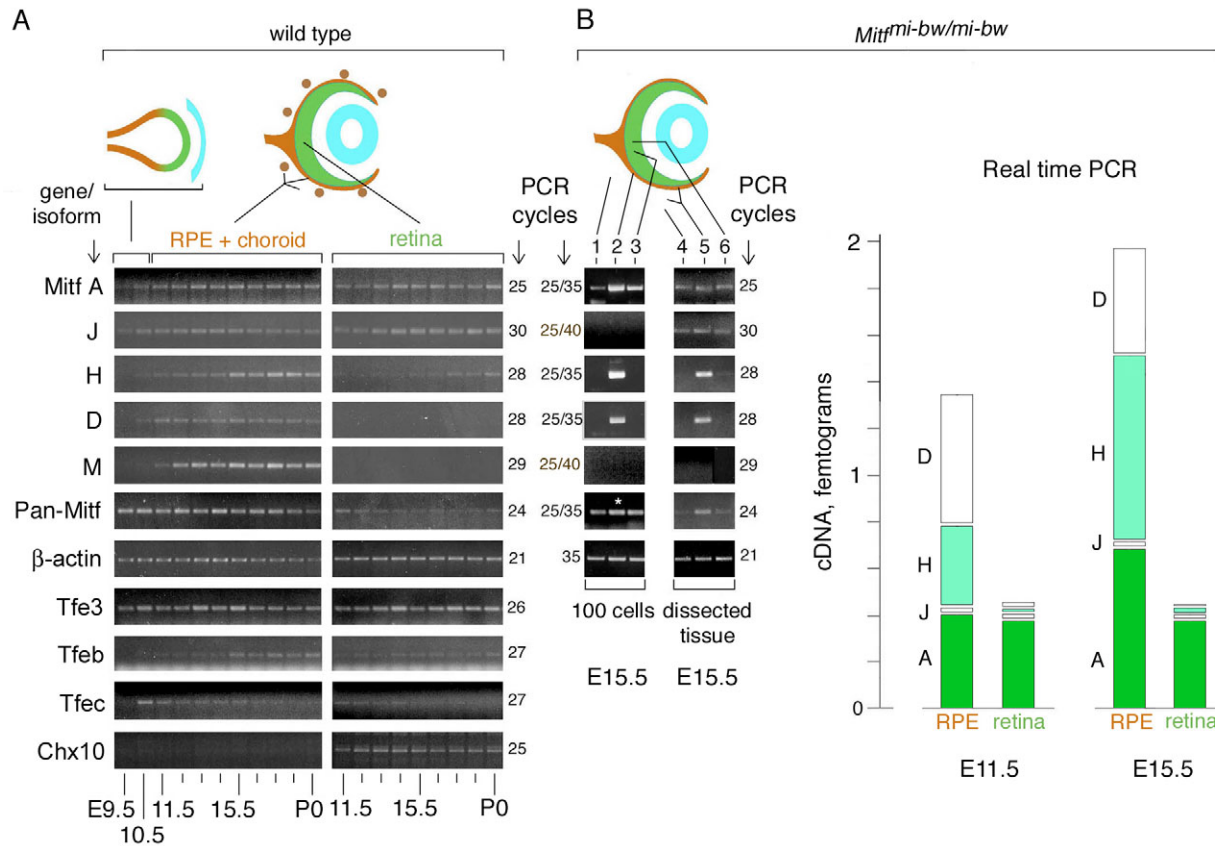 A
wild type
B
Mitf mi-bw/mi-bw
gene/
isoform
RPE + choroid
retina
PCR
cycles
1 2 3
4 5 6
PCR
cycles
Real time PCR
Mitf A 25 25/35 25
J 30 25/40 30
H 28 25/35 28
D 28 25/35 28
M 29 25/40 29
Pan-Mitf 24 25/35 * 24
β-actin 21 35 21
Tfe3 26
Tfeb 27
Tfec 27
Chx10 25
E9.5 11.5 15.5 P0 11.5 15.5 P0
10.5
100 cells
dissected
tissue
E15.5 E15.5
cDNA, femtograms
2
1
0
D
H
J
A
D
H
J
A
RPE retina RPE retina
E11.5 E15.5